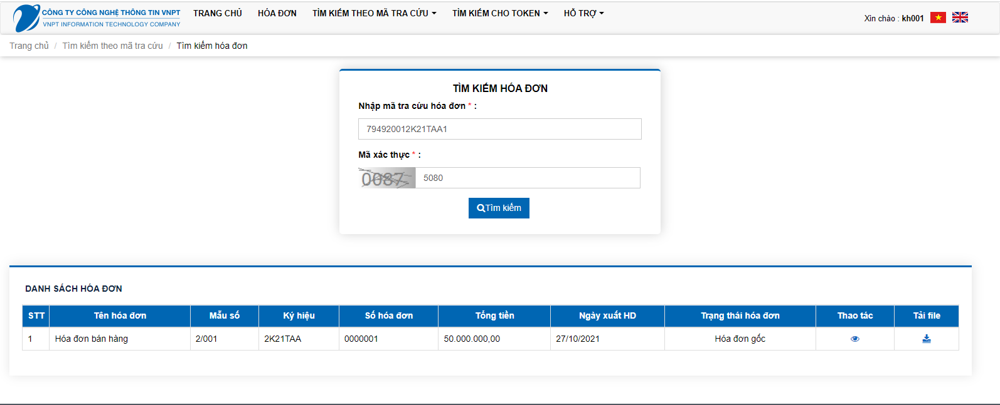 CÔNG TY CÔNG NGHỆ THÔNG TIN VNPT
VNPT INFORMATION TECHNOLOGY COMPANY
TRANG CHỦ HÓA ĐƠN TÌM KIẾM THEO MÃ TRA CỨU TÌM KIẾM CHO TOKEN HỖ TRỢ
Xin chào : kh001
Trang chủ / Tìm kiếm theo mã tra cứu / Tìm kiếm hóa đơn
TÌM KIẾM HÓA ĐƠN
Nhập mã tra cứu hóa đơn * :
794920012K21TAA1
Mã xác thực * :
0087 5080
Tìm kiếm
DANH SÁCH HÓA ĐƠN
STT Tên hóa đơn Mẫu số Ký hiệu Số hóa đơn Tổng tiền Ngày xuất HD Trạng thái hóa đơn Thao tác Tải file
1 Hóa đơn bán hàng 2/001 2K21TAA 0000001 50.000.000,00 27/10/2021 Hóa đơn gốc